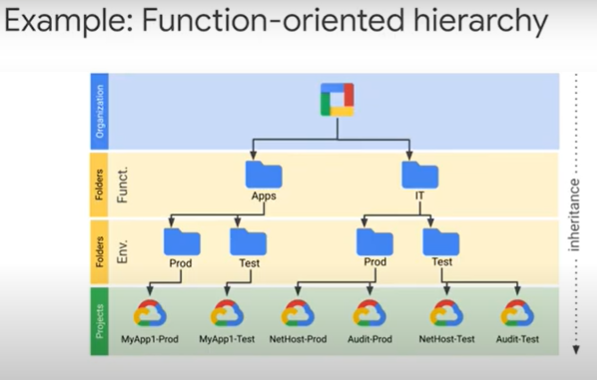 Example: Function-oriented hierarchy
Organization
Folders
Funct.
Apps
IT
inheritance
Folders
Env.
Prod
Test
Prod
Test
Projects
MyApp1-Prod
MyApp1-Test
NetHost-Prod
Audit-Prod
NetHost-Test
Audit-Test